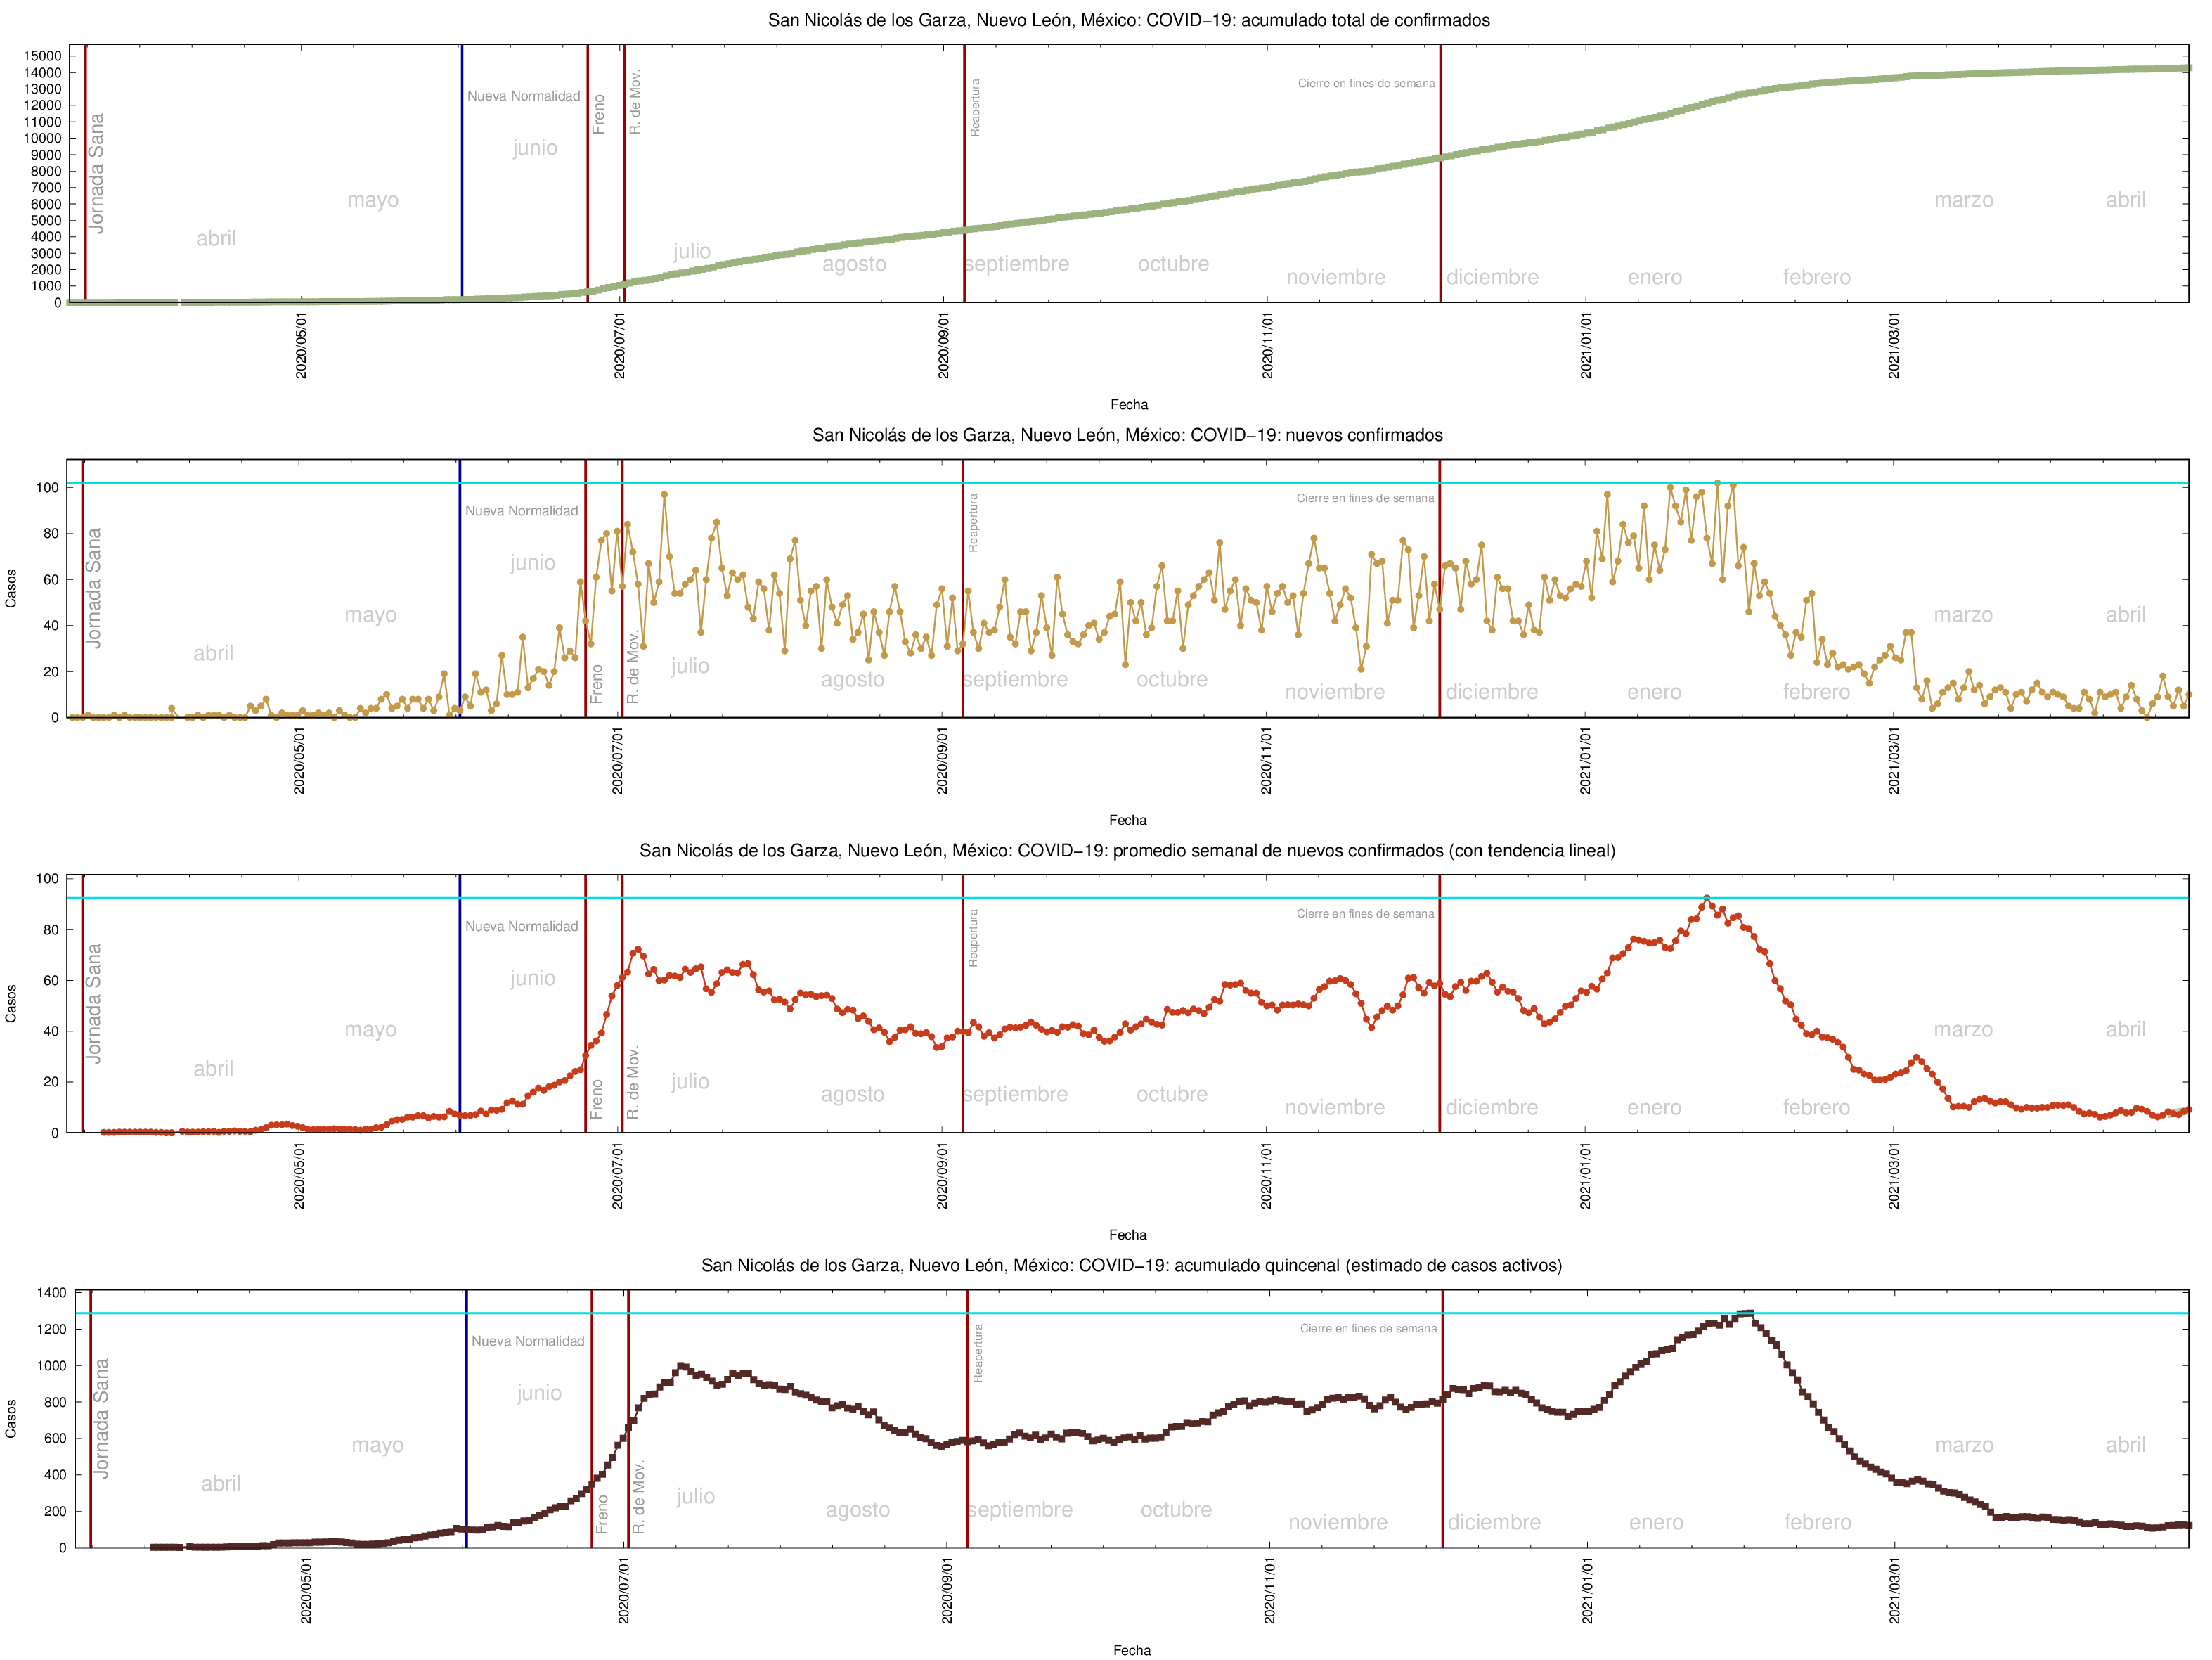 San Nicolás de los Garza, Nuevo León, México: COVID−19: acumulado total de confirmados
15000
14000
13000
12000
11000
10000
9000
8000
7000
6000
5000
4000
3000
2000
1000
0
Jornada Sana
abril
mayo
Nueva Normalidad
junio
Freno
R. de Mov.
julio
agosto
Reapertura
septiembre
octubre
noviembre
Cierre en fines de semana
diciembre
enero
febrero
marzo
abril
2020/05/01
2020/07/01
2020/09/01
2020/11/01
2021/01/01
2021/03/01
Fecha
San Nicolás de los Garza, Nuevo León, México: COVID−19: nuevos confirmados
Casos
100
80
60
40
20
0
Jornada Sana
abril
mayo
Nueva Normalidad
junio
Freno
R. de Mov.
julio
agosto
Reapertura
septiembre
octubre
noviembre
Cierre en fines de semana
diciembre
enero
febrero
marzo
abril
2020/05/01
2020/07/01
2020/09/01
2020/11/01
2021/01/01
2021/03/01
Fecha
San Nicolás de los Garza, Nuevo León, México: COVID−19: promedio semanal de nuevos confirmados (con tendencia lineal)
Casos
100
80
60
40
20
0
Jornada Sana
abril
mayo
Nueva Normalidad
junio
Freno
R. de Mov.
julio
agosto
Reapertura
septiembre
octubre
noviembre
Cierre en fines de semana
diciembre
enero
febrero
marzo
abril
2020/05/01
2020/07/01
2020/09/01
2020/11/01
2021/01/01
2021/03/01
Fecha
San Nicolás de los Garza, Nuevo León, México: COVID−19: acumulado quincenal (estimado de casos activos)
Casos
1400
1200
1000
800
600
400
200
0
Jornada Sana
abril
mayo
Nueva Normalidad
junio
Freno
R. de Mov.
julio
agosto
Reapertura
septiembre
octubre
noviembre
Cierre en fines de semana
diciembre
enero
febrero
marzo
abril
2020/05/01
2020/07/01
2020/09/01
2020/11/01
2021/01/01
2021/03/01
Fecha